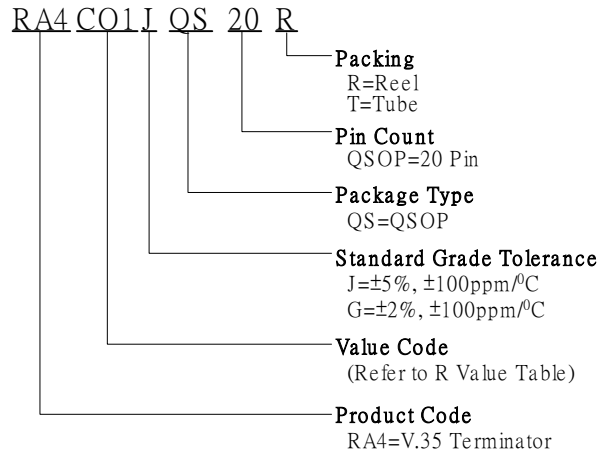 RA4 CO1 J QS 20 R
Packing
R=Reel
T=Tube
Pin Count
QSOP=20 Pin
Package Type
QS=QSOP
Standard Grade Tolerance
J=±5%, ±100ppm/⁰C
G=±2%, ±100ppm/⁰C
Value Code
(Refer to R Value Table)
Product Code
RA4=V.35 Terminator